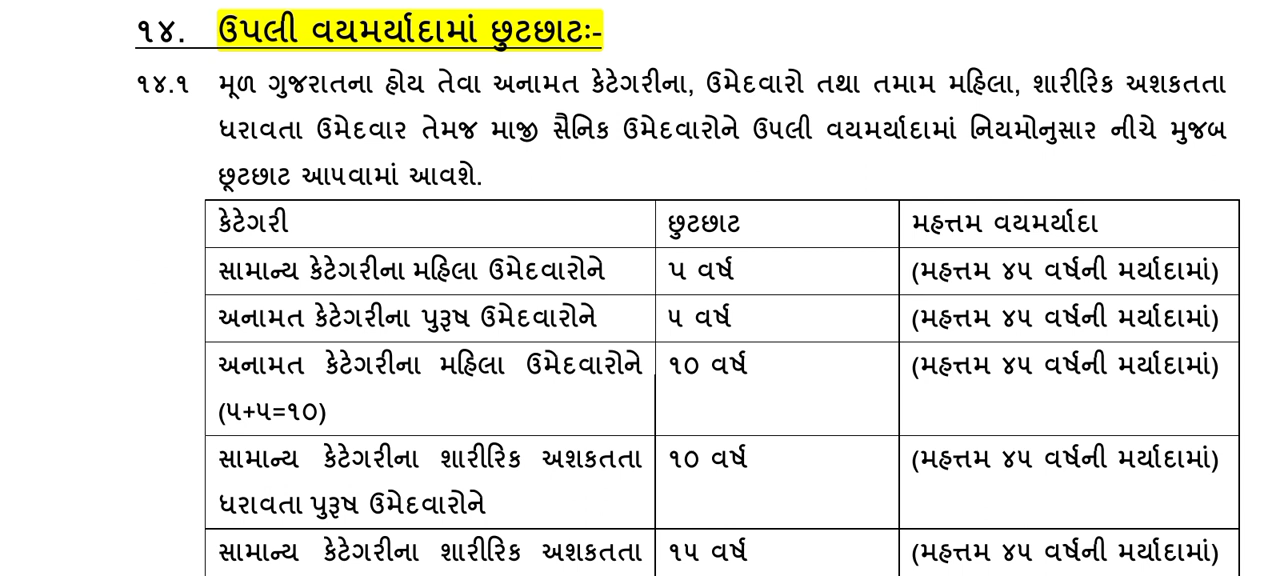 ૧૪. ઉપલી વયમર્યાદામાં છુટછાટઃ-
૧૪.૧ મૂળ ગુજરાતના હોય તેવા અનામત કેટેગરીના, ઉમેદવારો તથા તમામ મહિલા, શારીરિક અશકતતા
ધરાવતા ઉમેદવાર તેમજ માજી સૈનિક ઉમેદવારોને ઉપલી વયમર્યાદામાં નિયમોનુસાર નીચે મુજબ
છૂટછાટ આપવામાં આવશે.
કેટેગરી છુટછાટ મહત્તમ વયમર્યાદા
સામાન્ય કેટેગરીના મહિલા ઉમેદવારોને ૫ વર્ષ (મહત્તમ ૪૫ વર્ષની મર્યાદામાં)
અનામત કેટેગરીના પુરૂષ ઉમેદવારોને ૫ વર્ષ (મહત્તમ ૪૫ વર્ષની મર્યાદામાં)
અનામત કેટેગરીના મહિલા ઉમેદવારોને ૧૦ વર્ષ (મહત્તમ ૪૫ વર્ષની મર્યાદામાં)
(૫+૫=૧૦)
સામાન્ય કેટેગરીના શારીરિક અશકતતા ૧૦ વર્ષ (મહત્તમ ૪૫ વર્ષની મર્યાદામાં)
ધરાવતા પુરૂષ ઉમેદવારોને
સામાન્ય કેટેગરીના શારીરિક અશકતતા ૧૫ વર્ષ (મહત્તમ ૪૫ વર્ષની મર્યાદામાં)